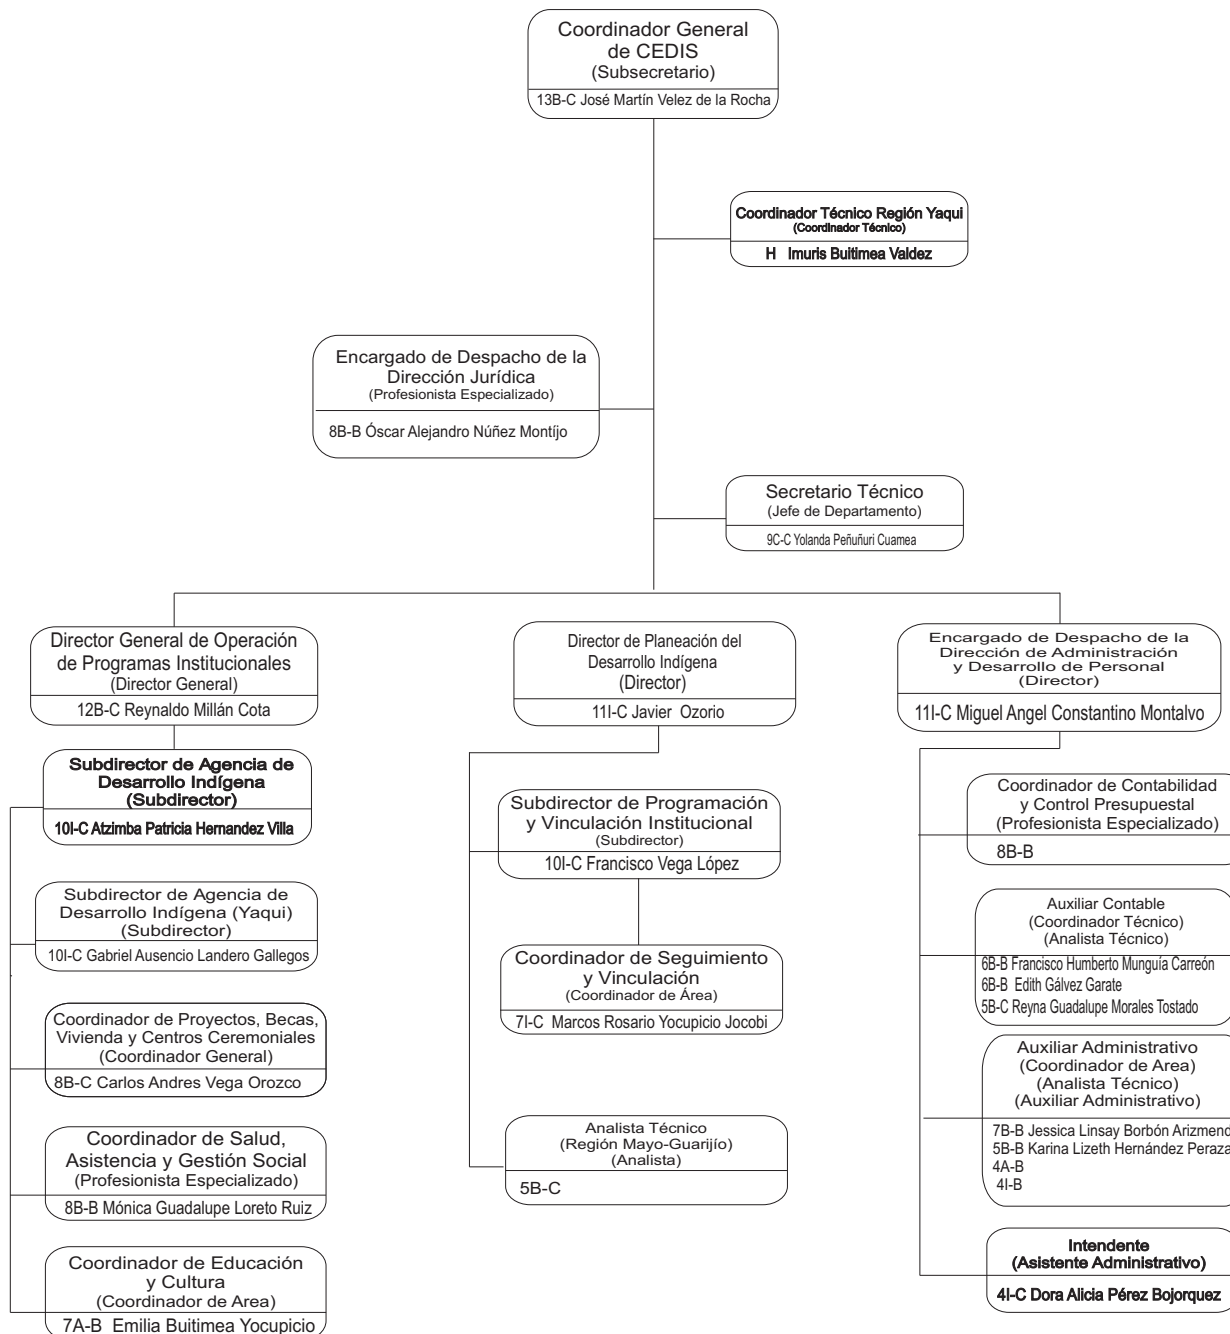 Coordinador General
de CEDIS
(Subsecretario)
13B-C José Martín Velez de la Rocha
Coordinador Técnico Región Yaqui
(Coordinador Técnico)
H Imuris Buitimea Valdez
Encargado de Despacho de la
Dirección Jurídica
(Profesionista Especializado)
8B-B Óscar Alejandro Núñez Montíjo
Secretario Técnico
(Jefe de Departamento)
9C-C Yolanda Peñuñuri Cuamea
Director General de Operación
de Programas Institucionales
(Director General)
12B-C Reynaldo Millán Cota
Subdirector de Agencia de
Desarrollo Indígena
(Subdirector)
10I-C Atzimba Patricia Hernandez Villa
Subdirector de Agencia de
Desarrollo Indígena (Yaqui)
(Subdirector)
10I-C Gabriel Ausencio Landero Gallegos
Coordinador de Proyectos, Becas,
Vivienda y Centros Ceremoniales
(Coordinador General)
8B-C Carlos Andres Vega Orozco
Coordinador de Salud,
Asistencia y Gestión Social
(Profesionista Especializado)
8B-B Mónica Guadalupe Loreto Ruiz
Coordinador de Educación
y Cultura
(Coordinador de Area)
7A-B Emilia Buitimea Yocupicio
Director de Planeación del
Desarrollo Indígena
(Director)
11I-C Javier Ozorio
Subdirector de Programación
y Vinculación Institucional
(Subdirector)
10I-C Francisco Vega López
Coordinador de Seguimiento
y Vinculación
(Coordinador de Área)
7I-C Marcos Rosario Yocupicio Jocobi
Analista Técnico
(Región Mayo-Guarijío)
(Analista)
5B-C
Encargado de Despacho de la
Dirección de Administración
y Desarrollo de Personal
(Director)
11I-C Miguel Angel Constantino Montalvo
Coordinador de Contabilidad
y Control Presupuestal
(Profesionista Especializado)
8B-B
Auxiliar Contable
(Coordinador Técnico)
(Analista Técnico)
6B-B Francisco Humberto Munguía Carreón
6B-B Edith Gálvez Garate
5B-C Reyna Guadalupe Morales Tostado
Auxiliar Administrativo
(Coordinador de Area)
(Analista Técnico)
(Auxiliar Administrativo)
7B-B Jessica Linsay Borbón Arizmend
5B-B Karina Lizeth Hernández Peraza
4A-B
4I-B
Intendente
(Asistente Administrativo)
4I-C Dora Alicia Pérez Bojorquez